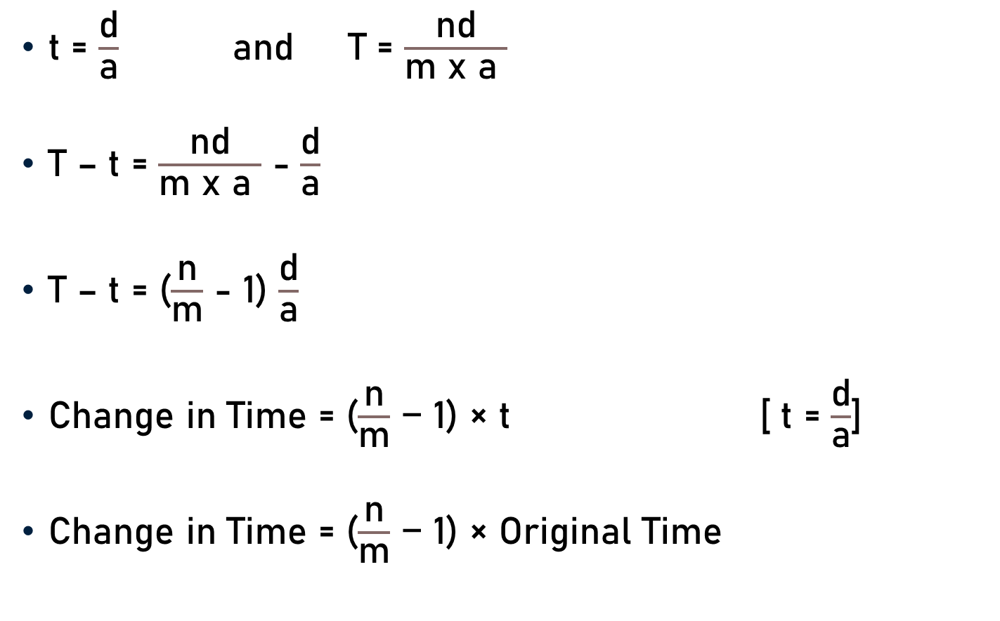 • t = d/a and T = nd/m x a
• T – t = nd/m x a - d/a
• T – t = (n/m - 1) d/a
• Change in Time = (n/m – 1) × t [ t = d/a]
• Change in Time = (n/m – 1) × Original Time